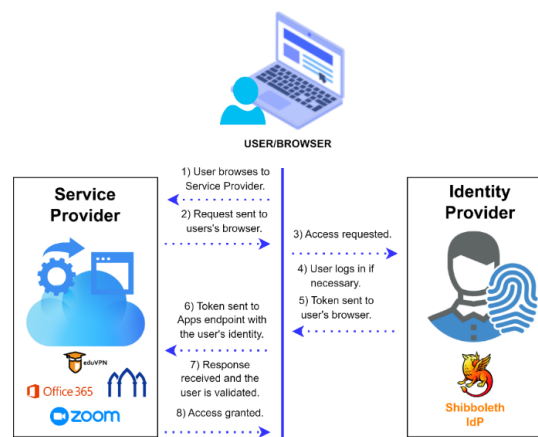 USER/BROWSER
Service
Provider
eduVPN
Office 365
zoom
1) User browses to
Service Provider.
2) Request sent to
users's browser.
3) Access requested.
4) User logs in if
necessary.
5) Token sent to
user's browser.
6) Token sent to
Apps endpoint with
the user's identity.
7) Response
received and the
user is validated.
8) Access granted.
Identity
Provider
Shibboleth
IdP